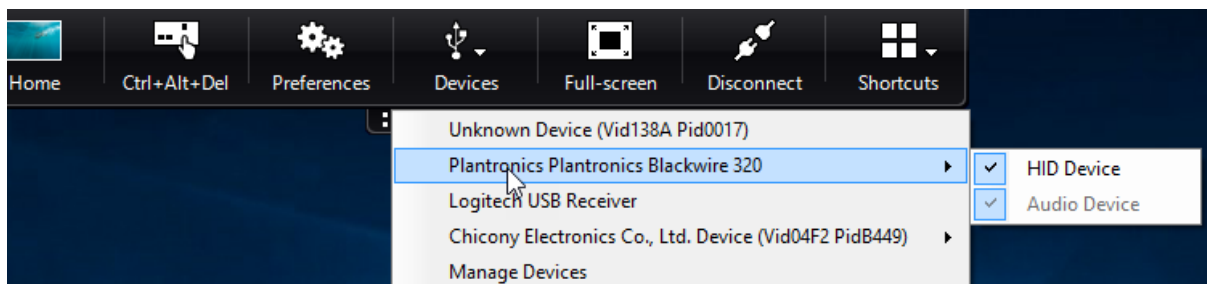 Home
Ctrl+Alt+Del
Preferences
Devices
Full-screen
Disconnect
Shortcuts
Unknown Device (Vid138A Pid0017)
Plantronics Plantronics Blackwire 320
HID Device
Logitech USB Receiver
Audio Device
Chicony Electronics Co., Ltd. Device (Vid04F2 PidB449)
Manage Devices